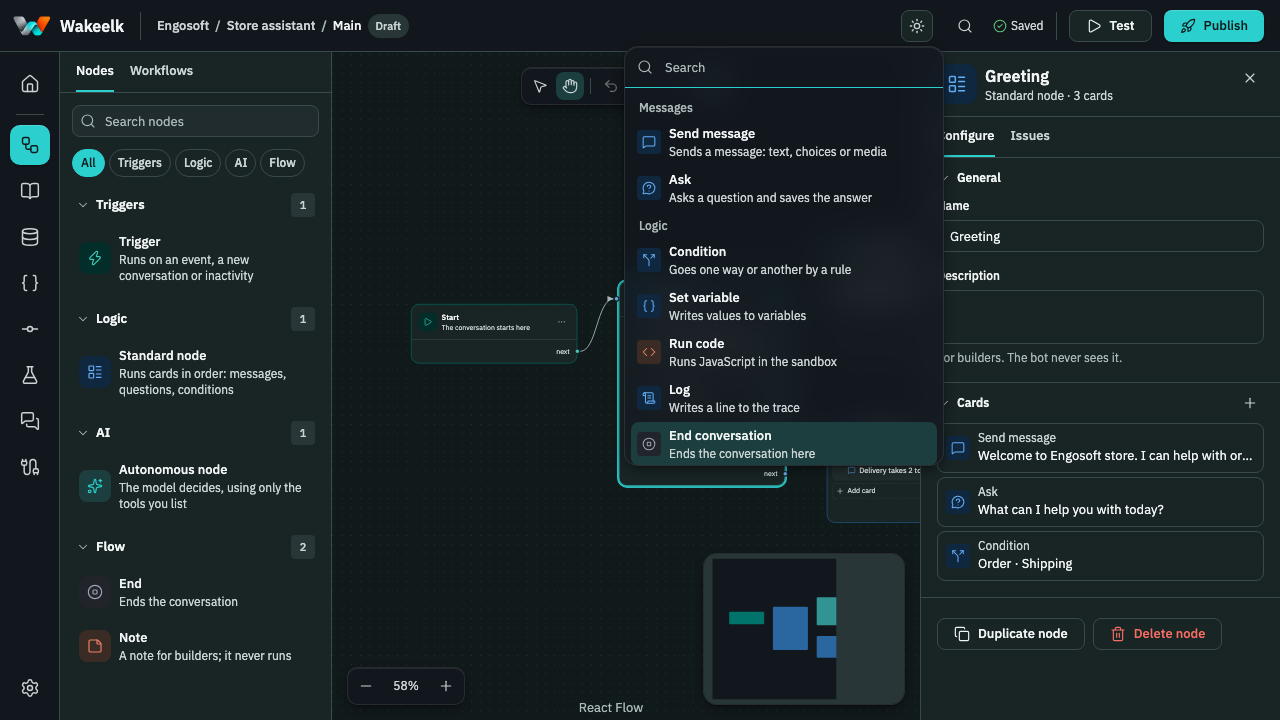 Wakeelk
Engosoft / Store assistant / Main
Draft
Saved
Test
Publish
Nodes
Workflows
Search nodes
All
Triggers
Logic
AI
Flow
Triggers
1
Trigger
Runs on an event, a new
conversation or inactivity
Logic
1
Standard node
Runs cards in order: messages,
questions, conditions
AI
1
Autonomous node
The model decides, using only the
tools you list
Flow
2
End
Ends the conversation
Note
A note for builders; it never runs
Start
The conversation starts here
next
Search
Messages
Send message
Sends a message: text, choices or media
Ask
Asks a question and saves the answer
Logic
Condition
Goes one way or another by a rule
Set variable
Writes values to variables
Run code
Runs JavaScript in the sandbox
Log
Writes a line to the trace
End conversation
Ends the conversation here
next
Delivery takes 2 to
Add card
58%
React Flow
Greeting
Standard node · 3 cards
onfigure
Issues
General
ame
Greeting
escription
or builders. The bot never sees it.
Cards
Send message
Welcome to Engosoft store. I can help with or...
Ask
What can I help you with today?
Condition
Order · Shipping
Duplicate node
Delete node